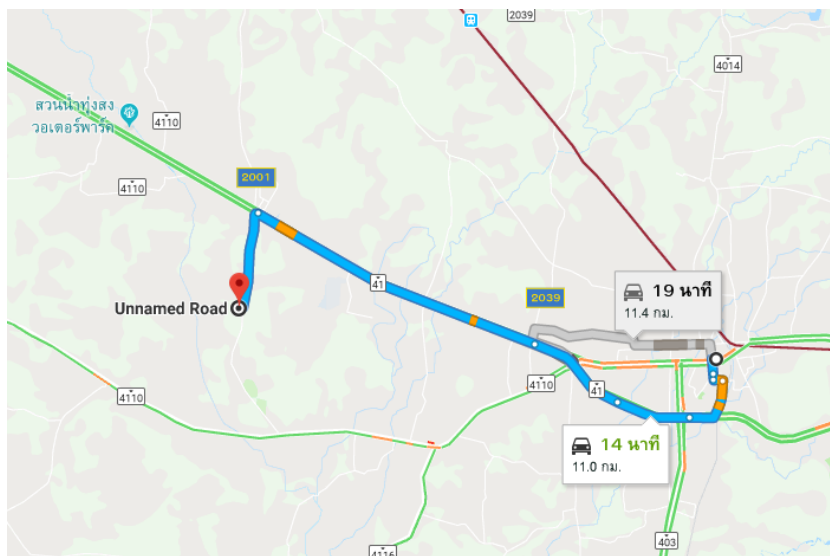 2039
4014
สวนน้ำทุ่งสง
วอเตอร์พาร์ค
4110
4110
2001
41
Unnamed Road
2039
19 นาที
11.4 กม.
4110
41
4110
14 นาที
11.0 กม.
403
4116